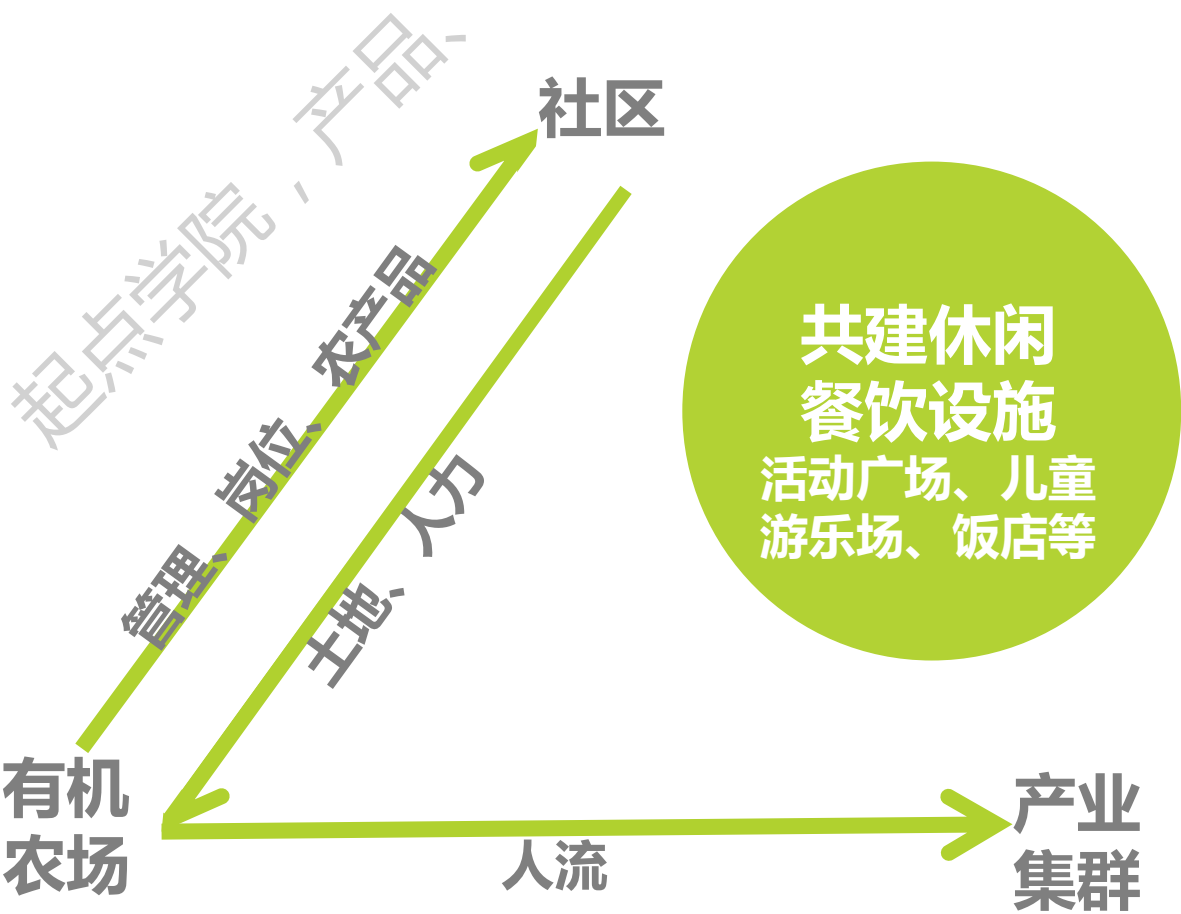 起点学院，产品、
社区
管理、岗位、农产品
土地、人力
共建休闲
餐饮设施
活动广场、儿童
游乐场、饭店等
有机
农场
人流
产业
集群